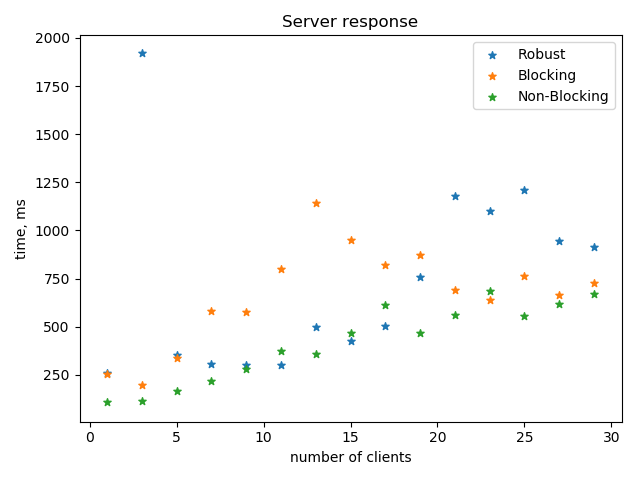 Server response
Robust
Blocking
Non-Blocking
time, ms
2000
1750
1500
1250
1000
750
500
250
0 5 10 15 20 25 30
number of clients